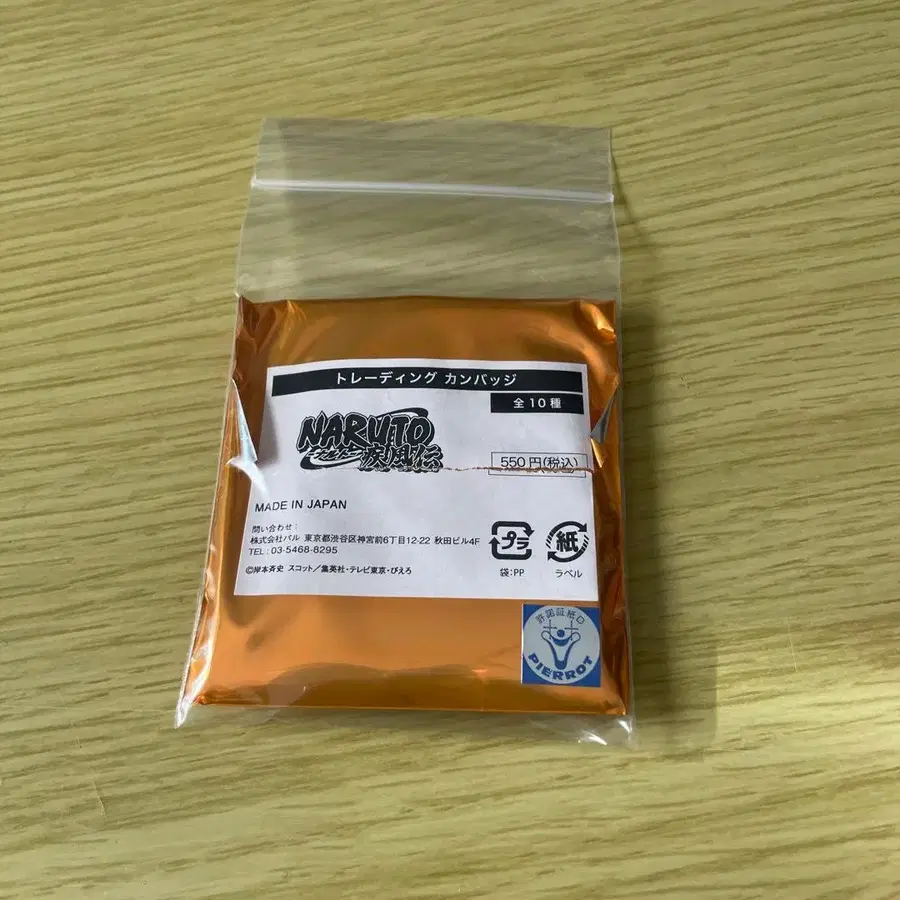 トレーディング カンバッジ
全10種
NARUTO
ナルト
疾風伝
550円(税込)
MADE IN JAPAN
問い合わせ:
株式会社パル 東京都渋谷区神宮前6丁目12-22 秋田ビル4F
TEL:03-5468-8295
©岸本斉史 スコット/集英社・テレビ東京・ぴえろ
プラ
袋:PP
紙
ラベル
許諾証紙D
PIERROT